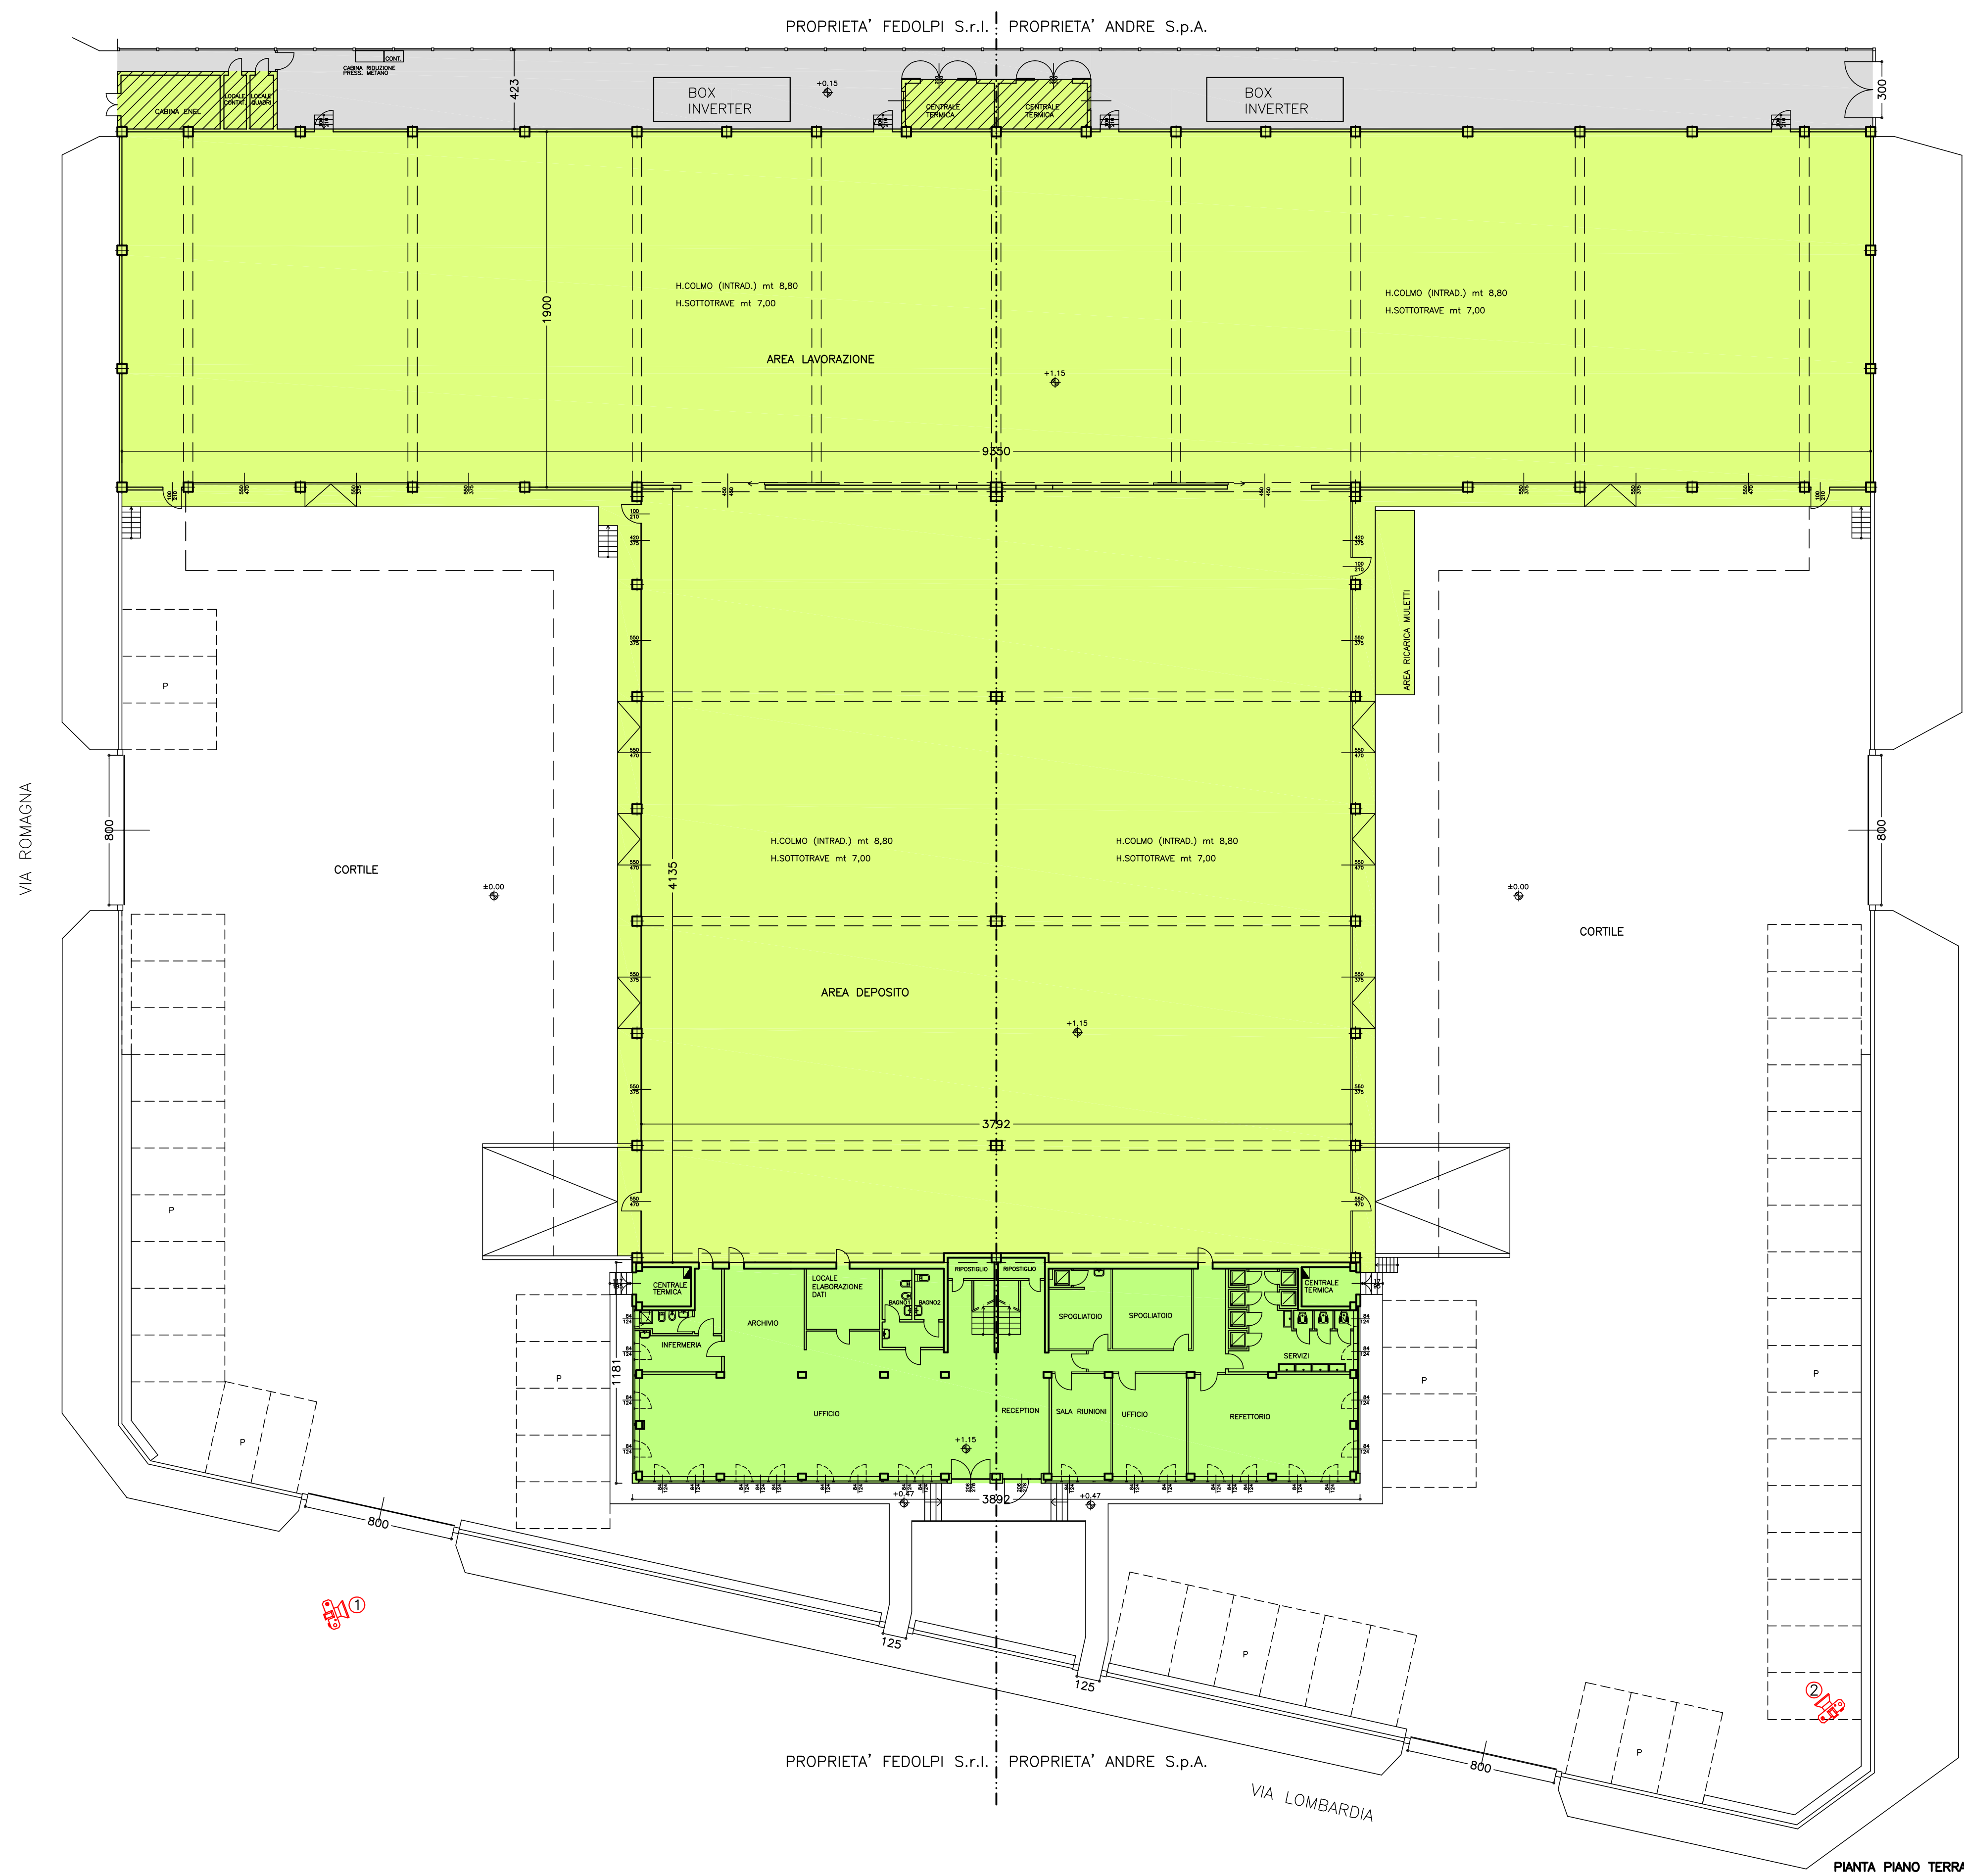 PROPRIETA' FEDOLPI S.r.l. PROPRIETA' ANDRE S.p.A.
CONT.
CABINA RIDUZIONE
PRESS. METANO
423
BOX
INVERTER
+0.15
BOX
INVERTER
300
CABINA ENEL
LOCALE
CONTAT.
LOCALE
QUADRI
CENTRALE
TERMICA
CENTRALE
TERMICA
H.COLMO (INTRAD.) mt 8,80
H.SOTTOTRAVE mt 7,00
H.COLMO (INTRAD.) mt 8,80
H.SOTTOTRAVE mt 7,00
1900
AREA LAVORAZIONE
+1.15
9350
AREA RICARICA MULETTI
P
VIA ROMAGNA
800
800
H.COLMO (INTRAD.) mt 8,80
H.SOTTOTRAVE mt 7,00
H.COLMO (INTRAD.) mt 8,80
H.SOTTOTRAVE mt 7,00
CORTILE
4135
±0.00
±0.00
CORTILE
AREA DEPOSITO
+1.15
3792
P
CENTRALE
TERMICA
LOCALE
ELABORAZIONE
DATI
RIPOSTIGLIO
RIPOSTIGLIO
CENTRALE
TERMICA
BAGNO1
BAGNO2
ARCHIVIO
SPOGLIATOIO
SPOGLIATOIO
INFERMERIA
SERVIZI
1181
P
P
P
UFFICIO
RECEPTION
SALA RIUNIONI
UFFICIO
REFETTORIO
P
+1.15
+0.47
3892
+0.47
800
1
125
P
125
2
P
800
PROPRIETA' FEDOLPI S.r.l. PROPRIETA' ANDRE S.p.A.
VIA LOMBARDIA
PIANTA PIANO TERRA